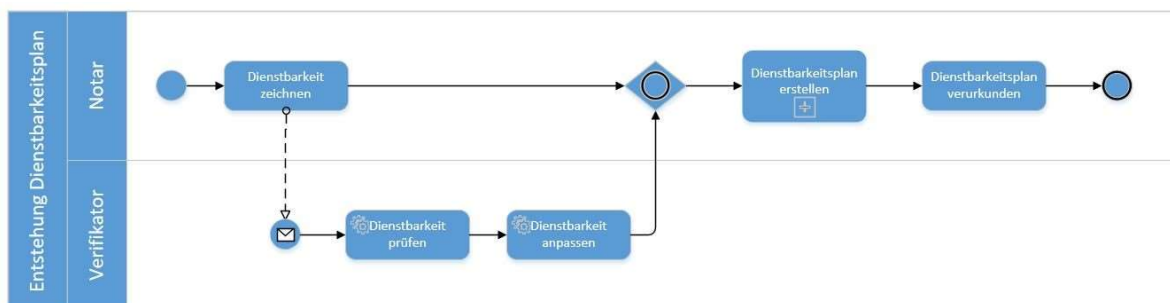 Entstehung Dienstbarkeitsplan
Notar
Dienstbarkeit
zeichnen
Dienstbarkeitsplan
erstellen
Dienstbarkeitsplan
verurkunden
Verifikator
Dienstbarkeit
prüfen
Dienstbarkeit
anpassen